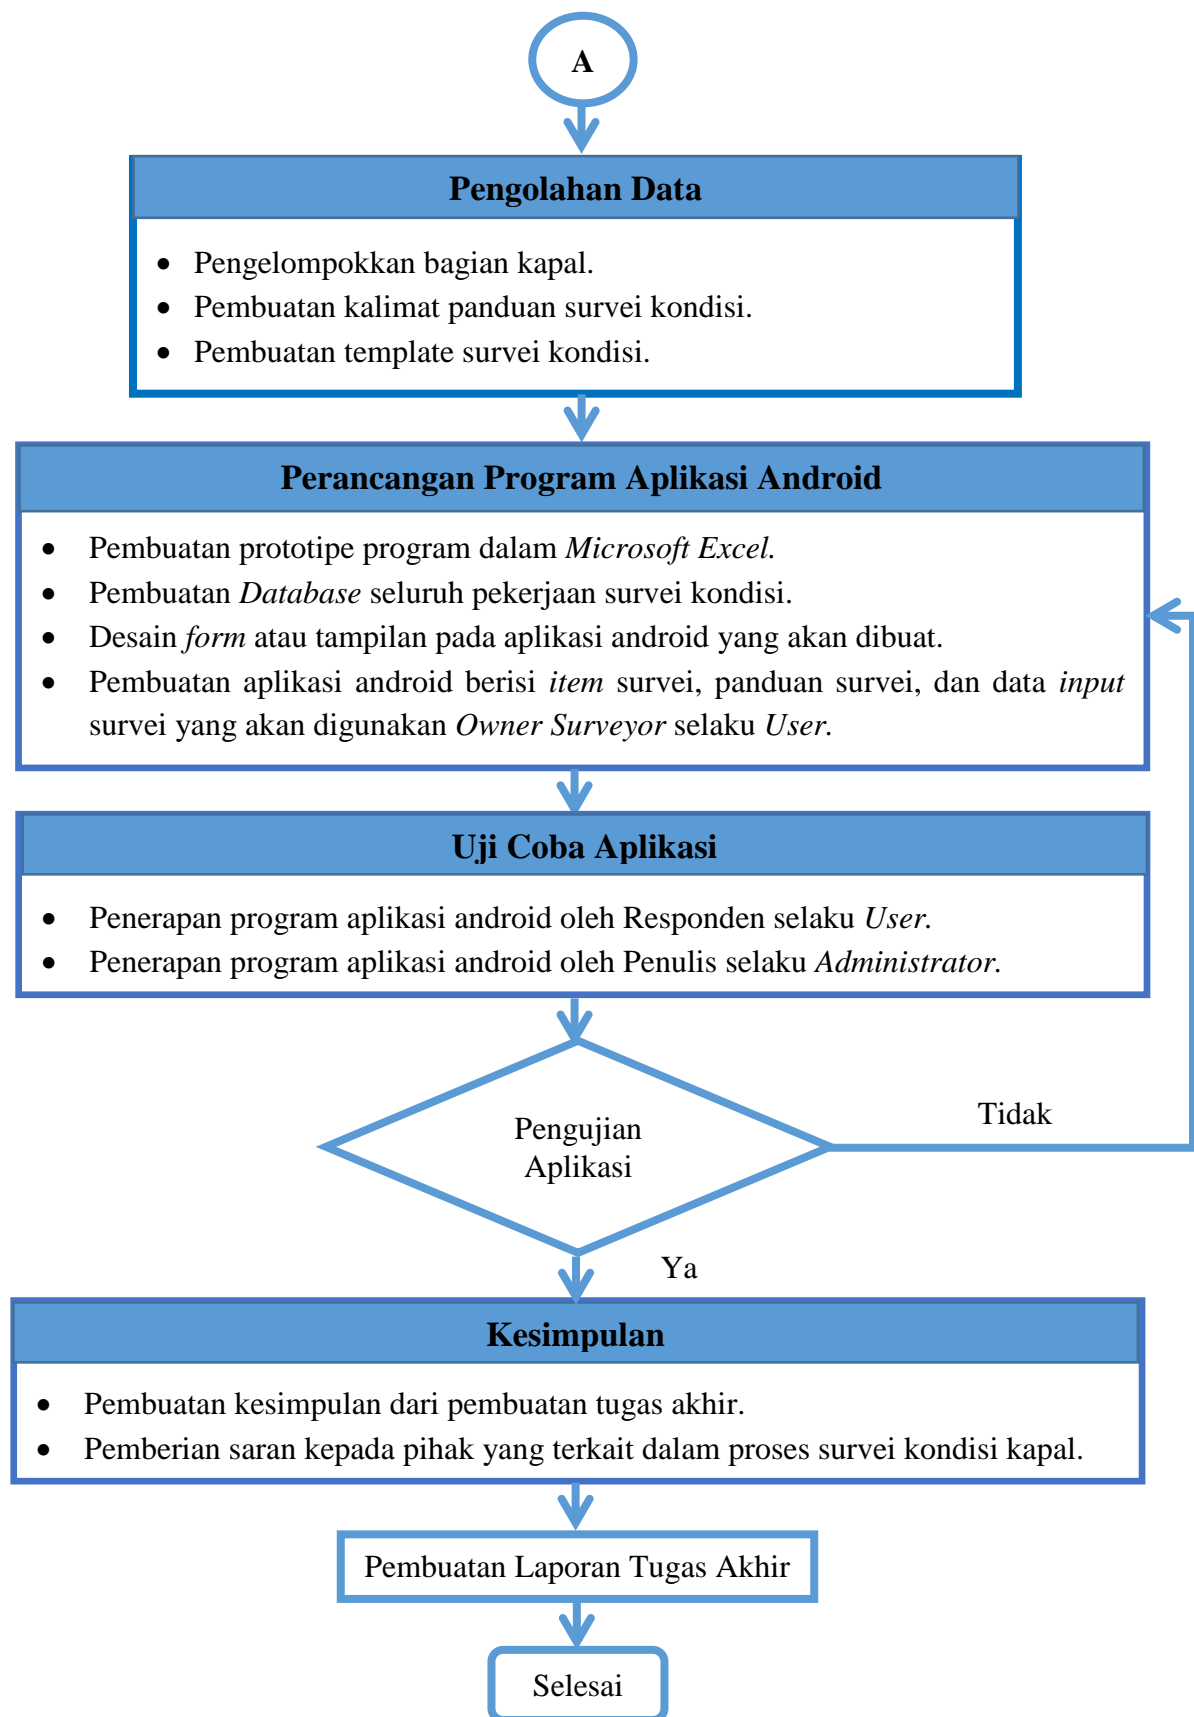 A
Pengolahan Data
• Pengelompokkan bagian kapal.
• Pembuatan kalimat panduan survei kondisi.
• Pembuatan template survei kondisi.
Perancangan Program Aplikasi Android
• Pembuatan prototipe program dalam Microsoft Excel.
• Pembuatan Database seluruh pekerjaan survei kondisi.
• Desain form atau tampilan pada aplikasi android yang akan dibuat.
• Pembuatan aplikasi android berisi item survei, panduan survei, dan data input
survei yang akan digunakan Owner Surveyor selaku User.
Uji Coba Aplikasi
• Penerapan program aplikasi android oleh Responden selaku User.
• Penerapan program aplikasi android oleh Penulis selaku Administrator.
Tidak
Pengujian
Aplikasi
Ya
Kesimpulan
• Pembuatan kesimpulan dari pembuatan tugas akhir.
• Pemberian saran kepada pihak yang terkait dalam proses survei kondisi kapal.
Pembuatan Laporan Tugas Akhir
Selesai